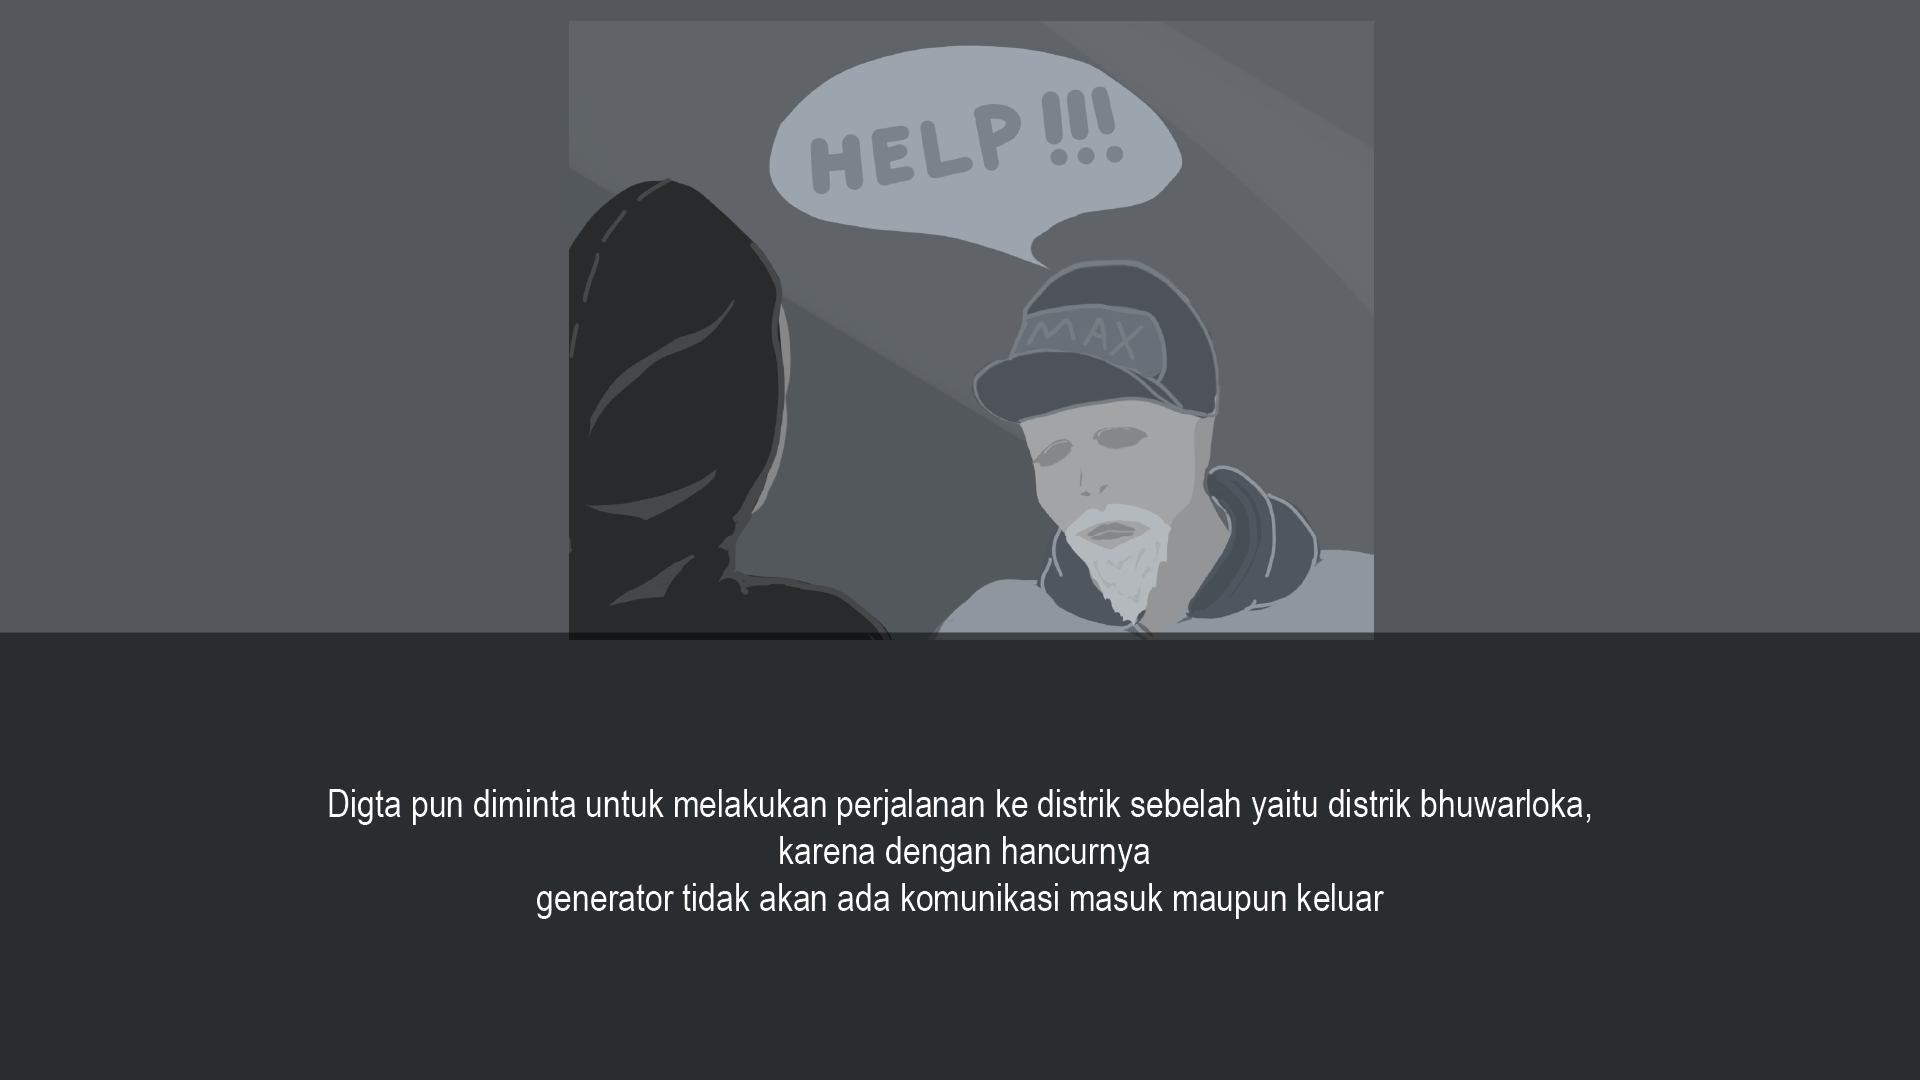 HELP!!!
MAX
Digta pun diminta untuk melakukan perjalanan ke distrik sebelah yaitu distrik bhuwarloka,
karena dengan hancurnya
generator tidak akan ada komunikasi masuk maupun keluar